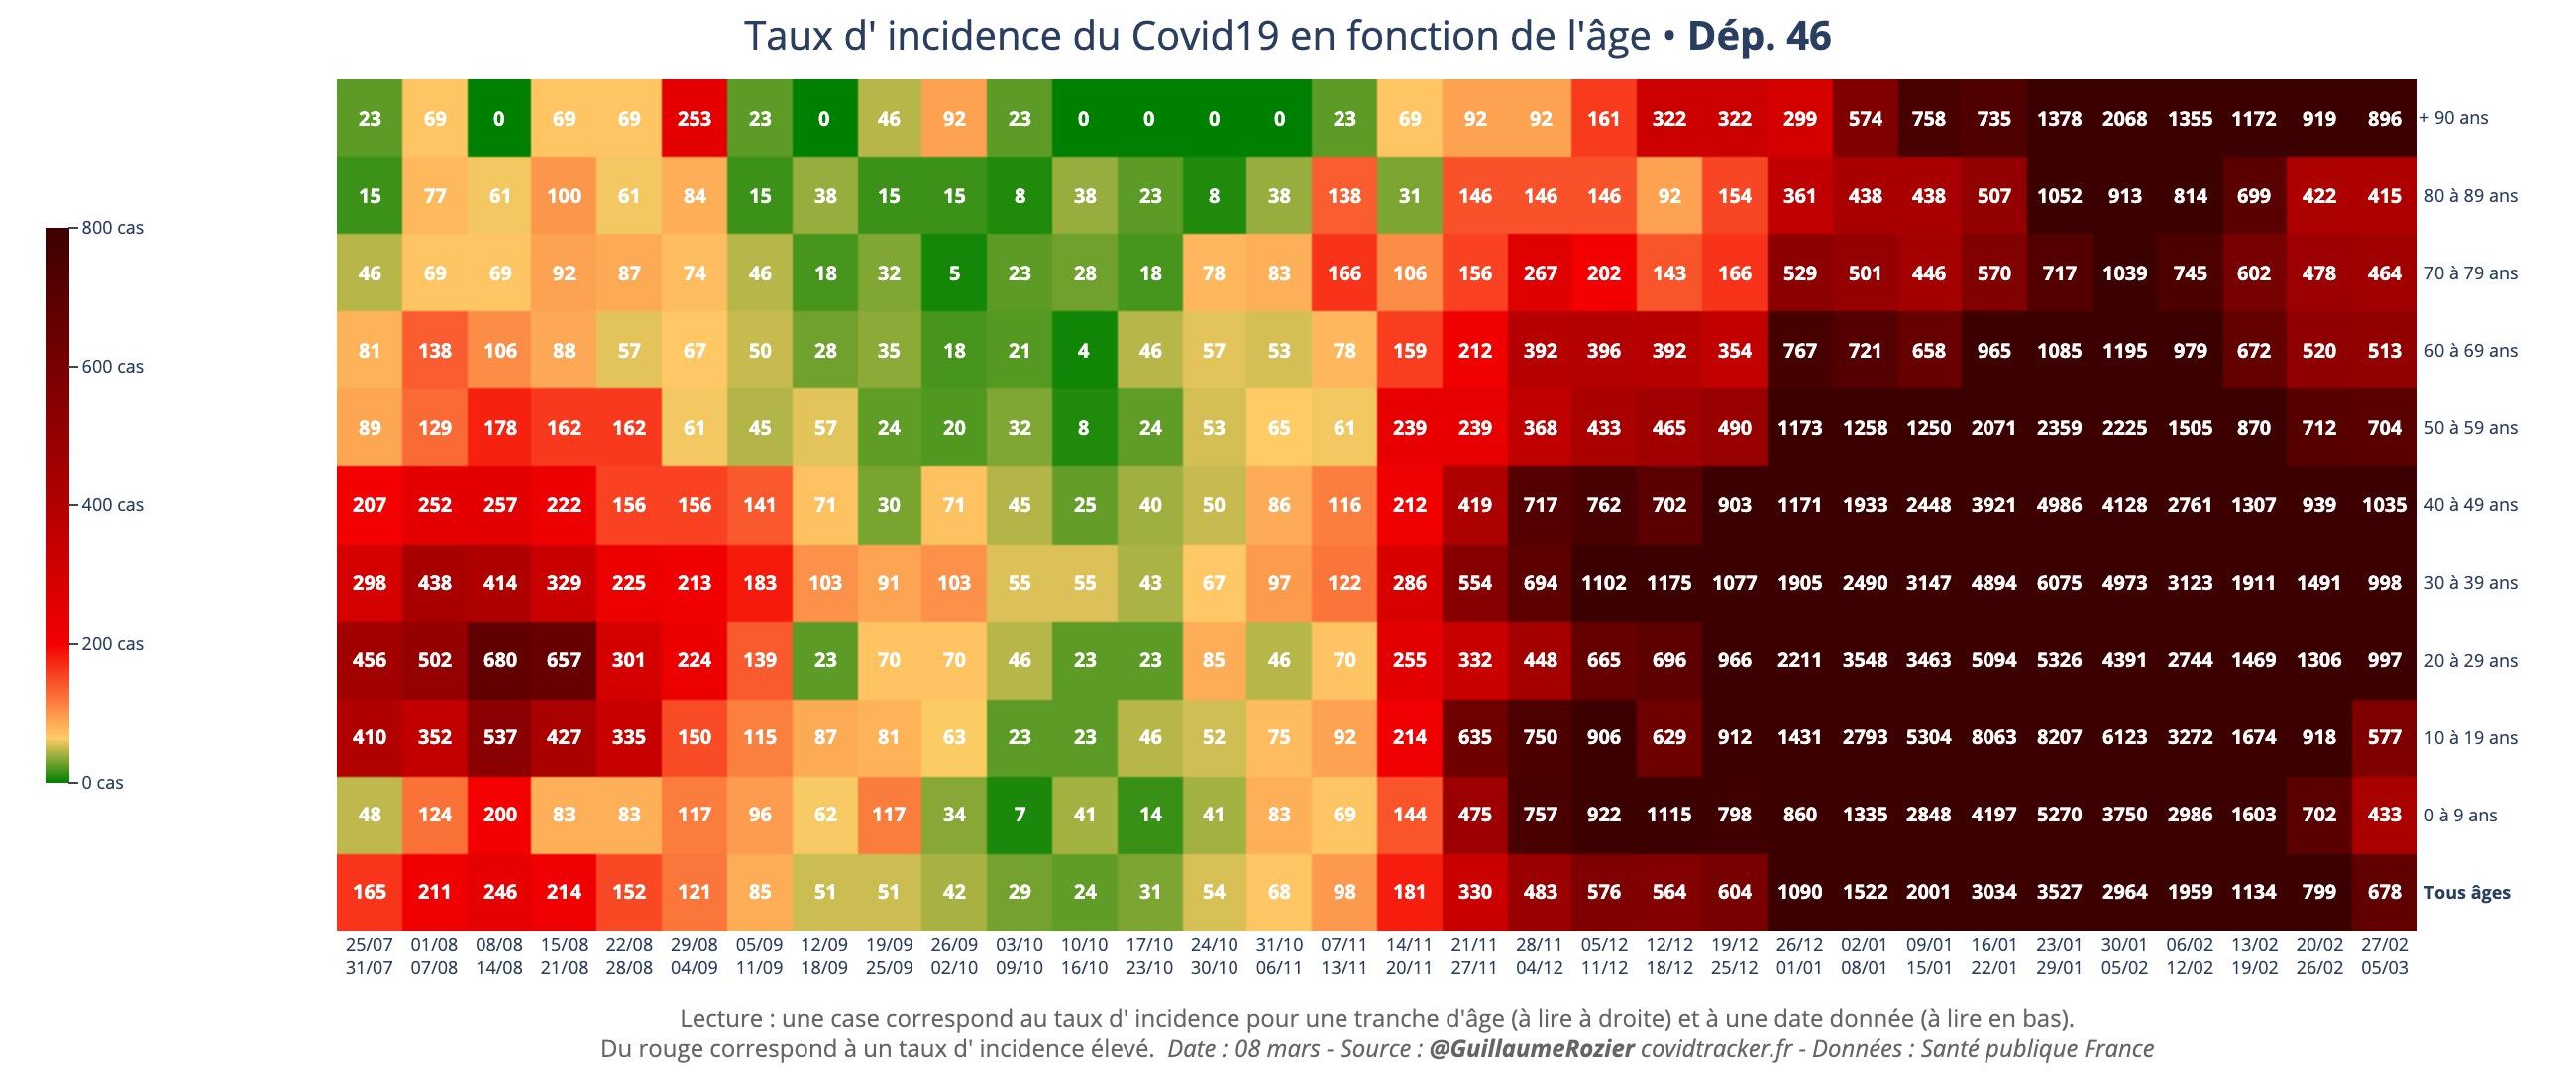 Taux d' incidence du Covid19 en fonction de l'âge • Dép. 46
800 cas
600 cas
400 cas
200 cas
0 cas
23 69 0 69 69 253 23 0 46 92 23 0 0 0 0 23 69 92 92 161 322 322 299 574 758 735 1378 2068 1355 1172 919 896 + 90 ans
15 77 61 100 61 84 15 38 15 15 8 38 23 8 38 138 31 146 146 146 92 154 361 438 438 507 1052 913 814 699 422 415 80 à 89 ans
46 69 69 92 87 74 46 18 32 5 23 28 18 78 83 166 106 156 267 202 143 166 529 501 446 570 717 1039 745 602 478 464 70 à 79 ans
81 138 106 88 57 67 50 28 35 18 21 4 46 57 53 78 159 212 392 396 392 354 767 721 658 965 1085 1195 979 672 520 513 60 à 69 ans
89 129 178 162 162 61 45 57 24 20 32 8 24 53 65 61 239 239 368 433 465 490 1173 1258 1250 2071 2359 2225 1505 870 712 704 50 à 59 ans
207 252 257 222 156 156 141 71 30 71 45 25 40 50 86 116 212 419 717 762 702 903 1171 1933 2448 3921 4986 4128 2761 1307 939 1035 40 à 49 ans
298 438 414 329 225 213 183 103 91 103 55 55 43 67 97 122 286 554 694 1102 1175 1077 1905 2490 3147 4894 6075 4973 3123 1911 1491 998 30 à 39 ans
456 502 680 657 301 224 139 23 70 70 46 23 23 85 46 70 255 332 448 665 696 966 2211 3548 3463 5094 5326 4391 2744 1469 1306 997 20 à 29 ans
410 352 537 427 335 150 115 87 81 63 23 23 46 52 75 92 214 635 750 906 629 912 1431 2793 5304 8063 8207 6123 3272 1674 918 577 10 à 19 ans
48 124 200 83 83 117 96 62 117 34 7 41 14 41 83 69 144 475 757 922 1115 798 860 1335 2848 4197 5270 3750 2986 1603 702 433 0 à 9 ans
165 211 246 214 152 121 85 51 51 42 29 24 31 54 68 98 181 330 483 576 564 604 1090 1522 2001 3034 3527 2964 1959 1134 799 678 Tous âges
25/07 01/08 08/08 15/08 22/08 29/08 05/09 12/09 19/09 26/09 03/10 10/10 17/10 24/10 31/10 07/11 14/11 21/11 28/11 05/12 12/12 19/12 26/12 02/01 09/01 16/01 23/01 30/01 06/02 13/02 20/02 27/02
31/07 07/08 14/08 21/08 28/08 04/09 11/09 18/09 25/09 02/10 09/10 16/10 23/10 30/10 06/11 13/11 20/11 27/11 04/12 11/12 18/12 25/12 01/01 08/01 15/01 22/01 29/01 05/02 12/02 19/02 26/02 05/03
Lecture : une case correspond au taux d' incidence pour une tranche d'âge (à lire à droite) et à une date donnée (à lire en bas).
Du rouge correspond à un taux d' incidence élevé. Date : 08 mars - Source : @GuillaumeRozier covidtracker.fr - Données : Santé publique France